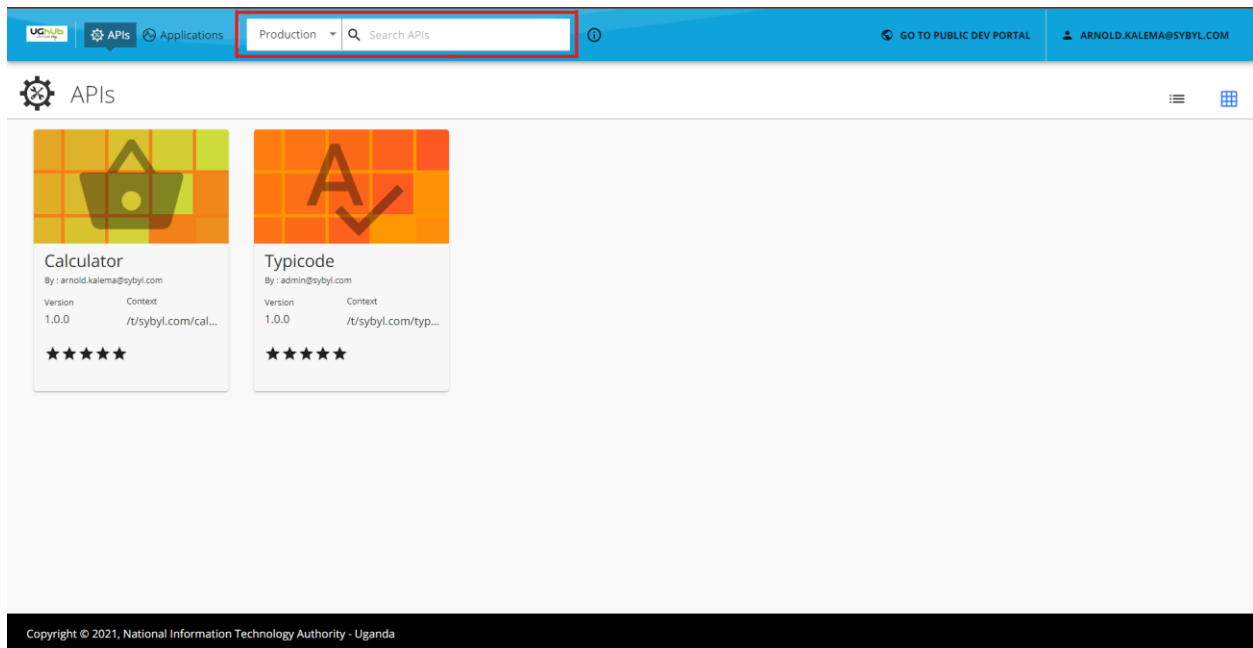 UGhub
APIs
Applications
Production
Search APIs
GO TO PUBLIC DEV PORTAL
ARNOLD.KALEMA@SYBYL.COM
APIs
A
Calculator
By : arnold.kalema@sybyl.com
Version Context
1.0.0 /t/sybyl.com/cal...
Typicode
By : admin@sybyl.com
Version Context
1.0.0 /t/sybyl.com/typ...
Copyright © 2021, National Information Technology Authority - Uganda